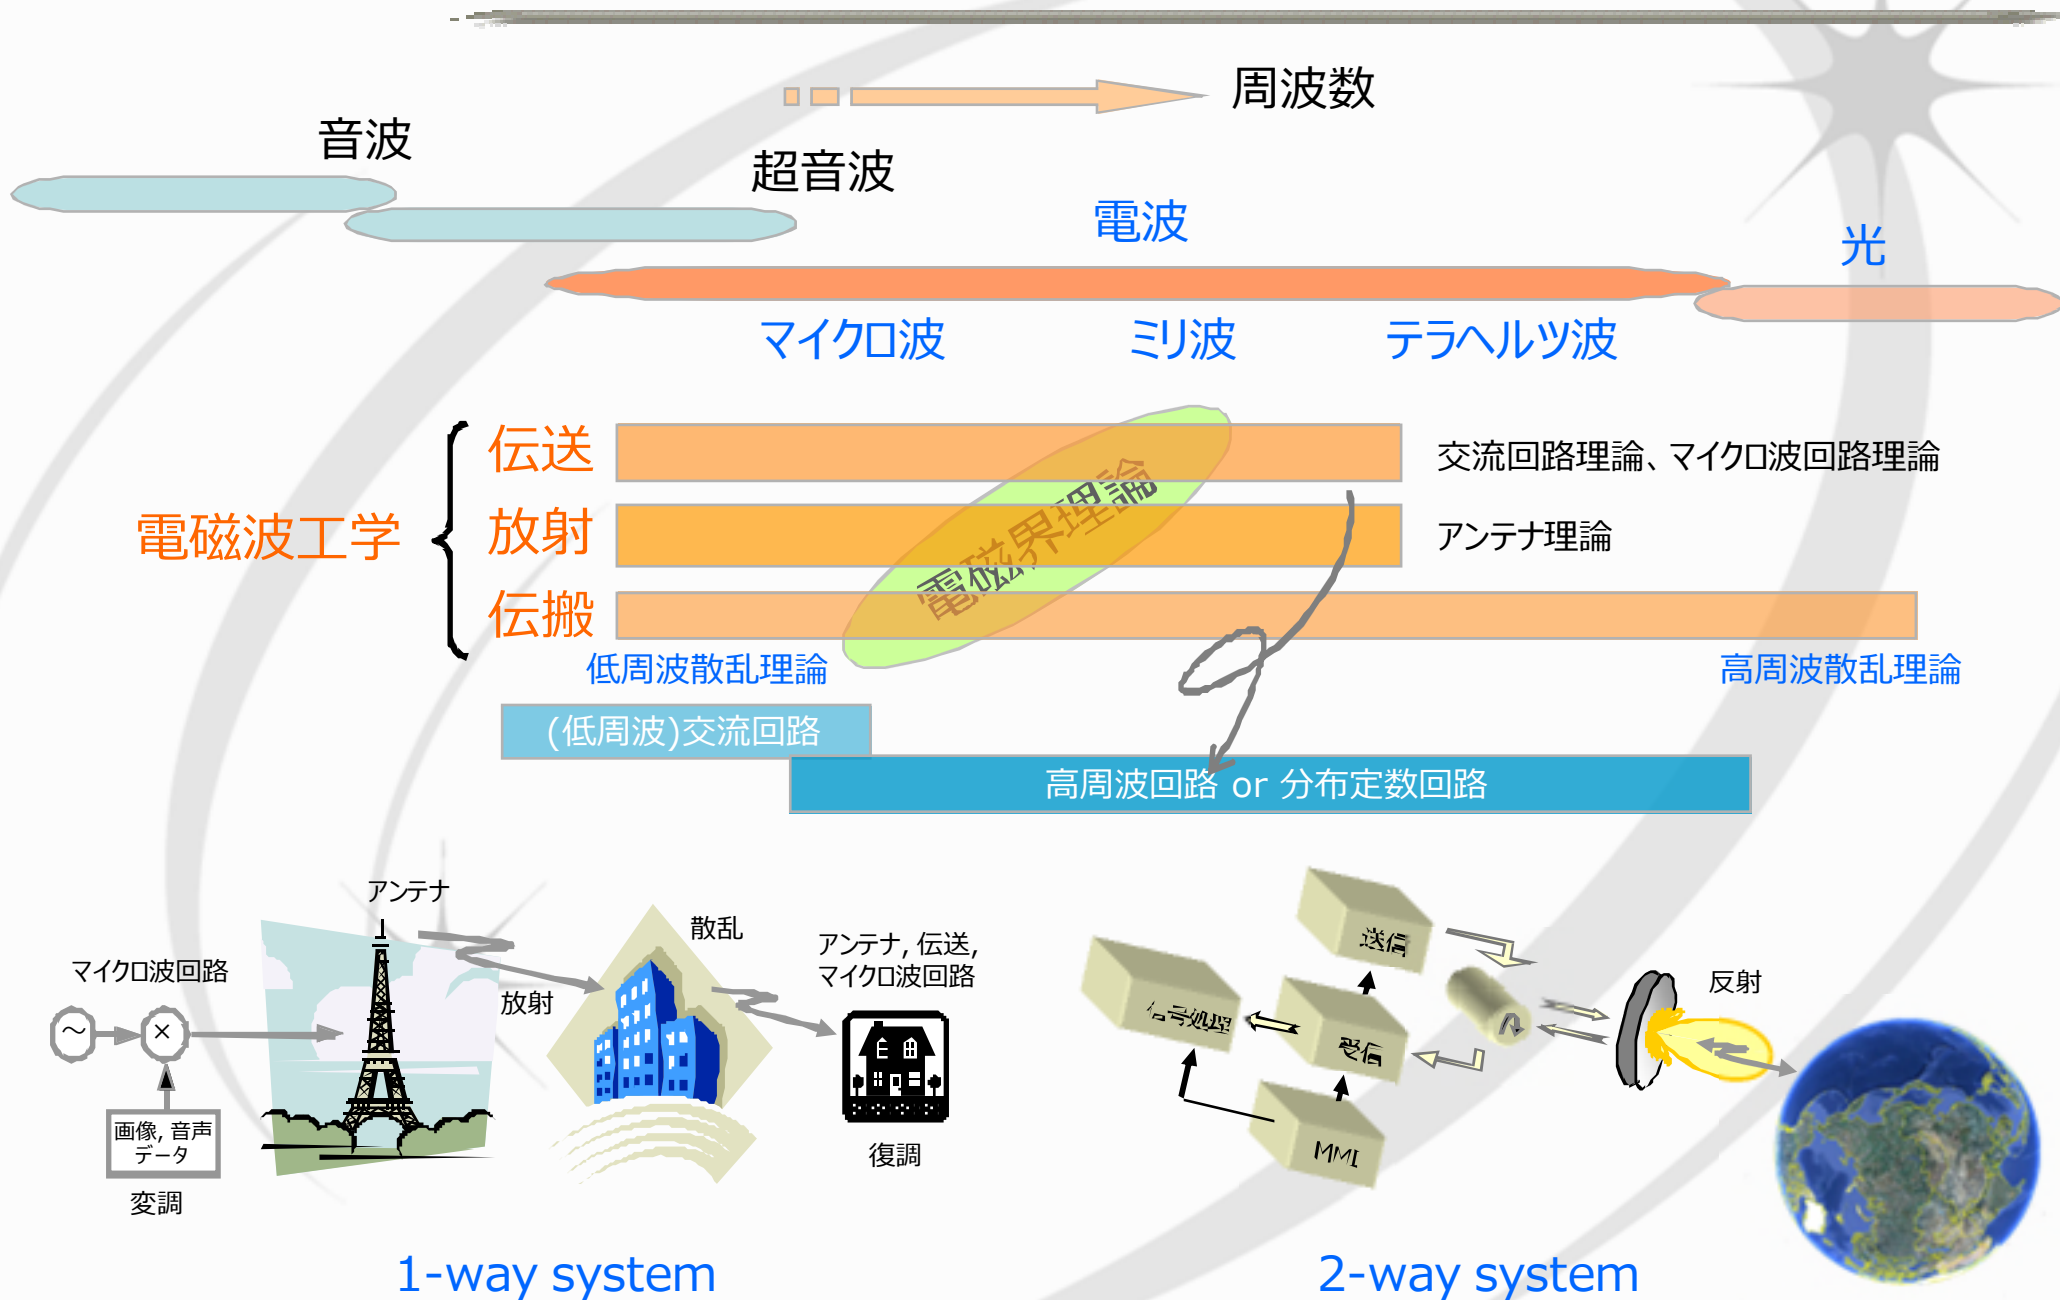 周波数
音波
超音波
電波
光
マイクロ波
ミリ波
テラヘルツ波
電磁波工学
伝送
交流回路理論、マイクロ波回路理論
放射
アンテナ理論
伝搬
電磁界理論
低周波散乱理論
高周波散乱理論
(低周波)交流回路
高周波回路 or 分布定数回路
アンテナ
散乱
マイクロ波回路
放射
アンテナ, 伝送,
マイクロ波回路
～
×
画像, 音声
データ
変調
復調
1-way system
送信
信号処理
受信
MMI
反射
2-way system